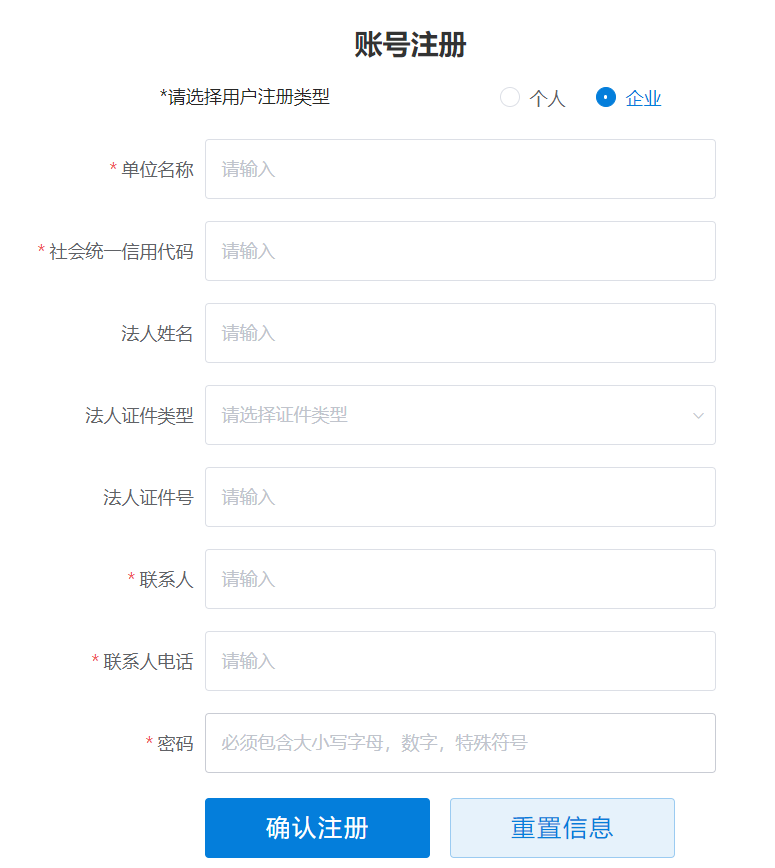 账号注册
*请选择用户注册类型 个人 企业
* 单位名称 请输入
* 社会统一信用代码 请输入
法人姓名 请输入
法人证件类型 请选择证件类型
法人证件号 请输入
* 联系人 请输入
* 联系人电话 请输入
* 密码 必须包含大小写字母，数字，特殊符号
确认注册 重置信息